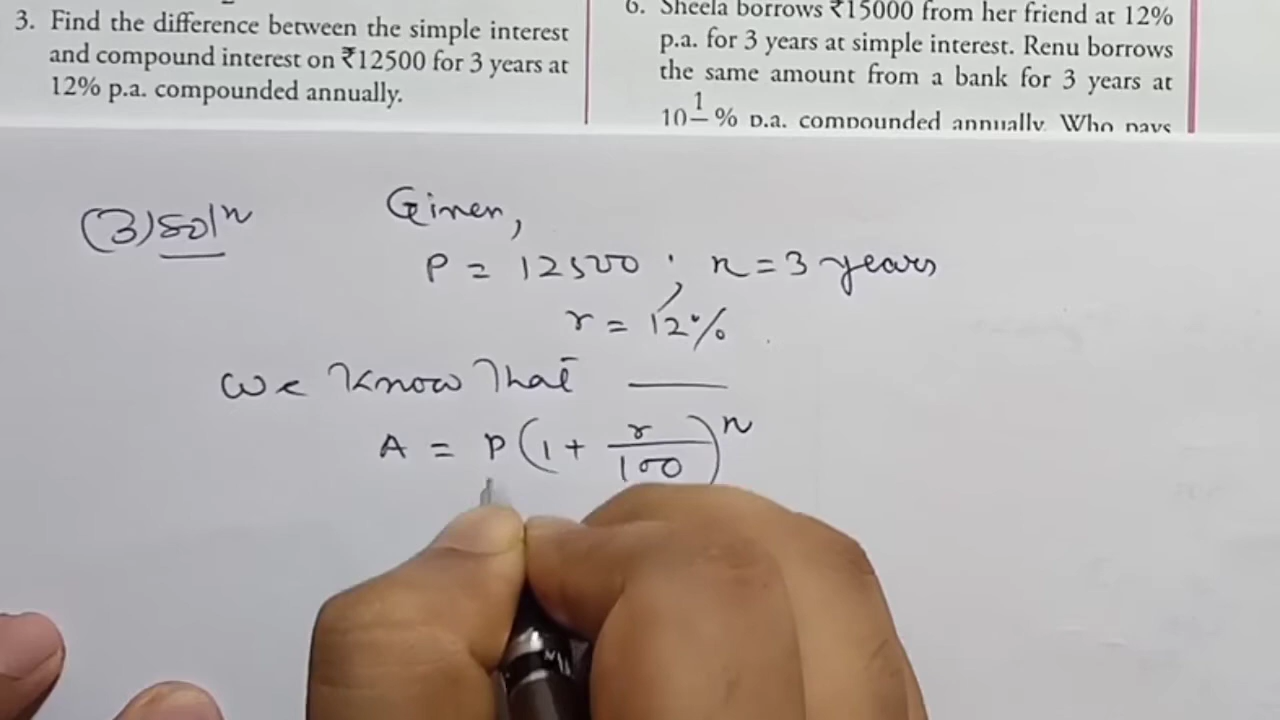 3. Find the difference between the simple interest
and compound interest on ₹12500 for 3 years at
12% p.a. compounded annually.
6. Sheela borrows ₹15000 from her friend at 12%
p.a. for 3 years at simple interest. Renu borrows
the same amount from a bank for 3 years at
10 1/ % p.a. compounded annually. Who pays
(3) Solⁿ
Given,
P = 12500 ; n = 3 years
r = 12%
We know that
A = P(1 + r/100)ⁿ